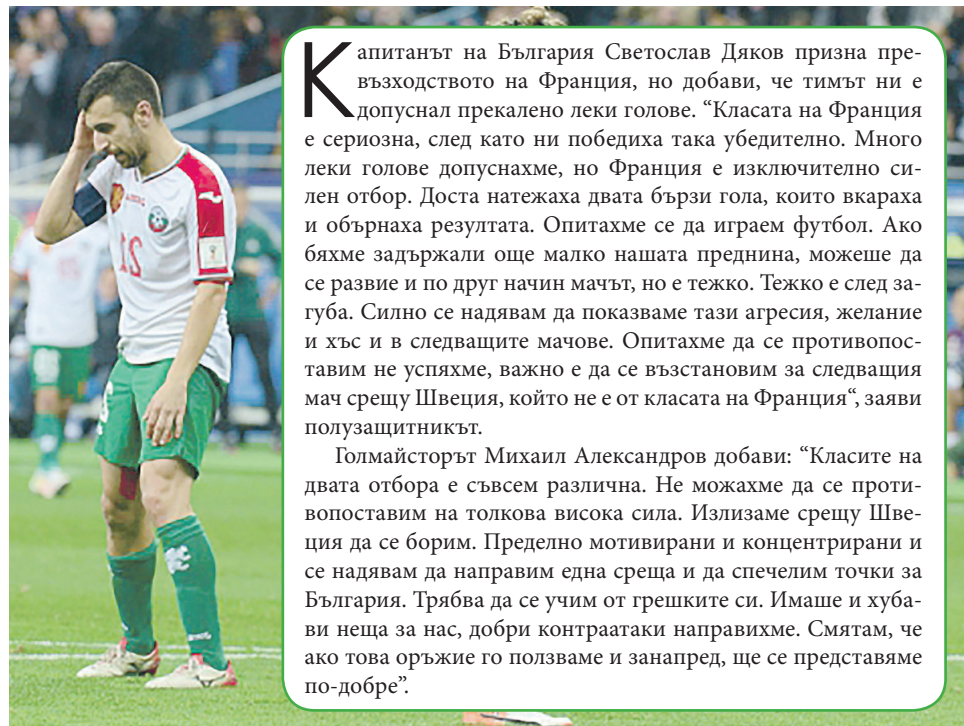 Капитанът на България Светослав Дяков призна пре-
възходството на Франция, но добави, че тимът ни е
допуснал прекалено леки голове. “Класата на Франция
е сериозна, след като ни победиха така убедително. Много
леки голове допуснахме, но Франция е изключително си-
лен отбор. Доста натежаха двата бързи гола, които вкараха
и обърнаха резултата. Опитахме се да играем футбол. Ако
бяхме задържали още малко нашата преднина, можеше да
се развие и по друг начин мачът, но е тежко. Тежко е след за-
губа. Силно се надявам да показваме тази агресия, желание
и хъс и в следващите мачове. Опитахме да се противопос-
тавим не успяхме, важно е да се възстановим за следващия
мач срещу Швеция, който не е от класата на Франция“, заяви
полузащитникът.
Голмайсторът Михаил Александров добави: “Класите на
двата отбора е съвсем различна. Не можахме да се проти-
вопоставим на толкова висока сила. Излизаме срещу Шве-
ция да се борим. Пределно мотивирани и концентрирани и
се надявам да направим една среща и да спечелим точки за
България. Трябва да се учим от грешките си. Имаше и хуба-
ви неща за нас, добри контраатаки направихме. Смятам, че
ако това оръжие го ползваме и занапред, ще се представяме
по-добре”.